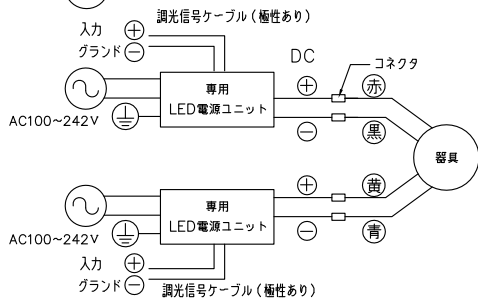 調光信号ケーブル(極性あり)
入力 ⊕
グランド ⊖
DC
コネクタ
専用
LED電源ユニット
⊕
赤
AC100~242V
⊖
黒
器具
専用
LED電源ユニット
⊕
黄
AC100~242V
⊖
青
入力 ⊕
グランド ⊖
調光信号ケーブル(極性あり)